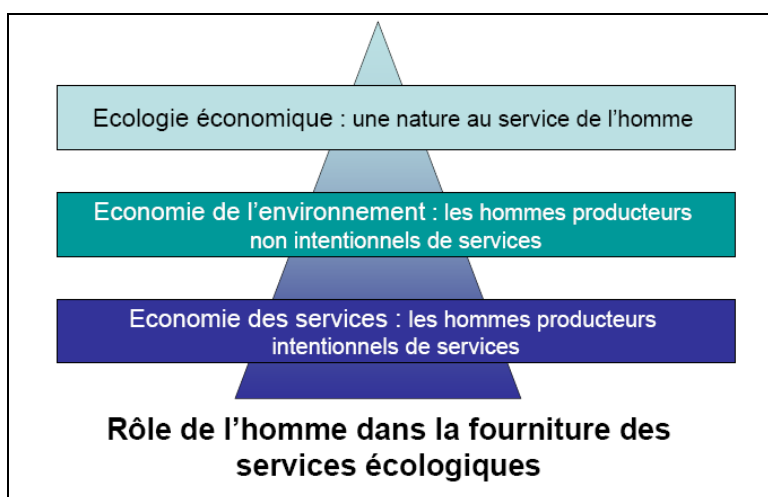 Ecologie économique : une nature au service de l’homme
Economie de l’environnement : les hommes producteurs
non intentionnels de services
Economie des services : les hommes producteurs
intentionnels de services
Rôle de l’homme dans la fourniture des
services écologiques